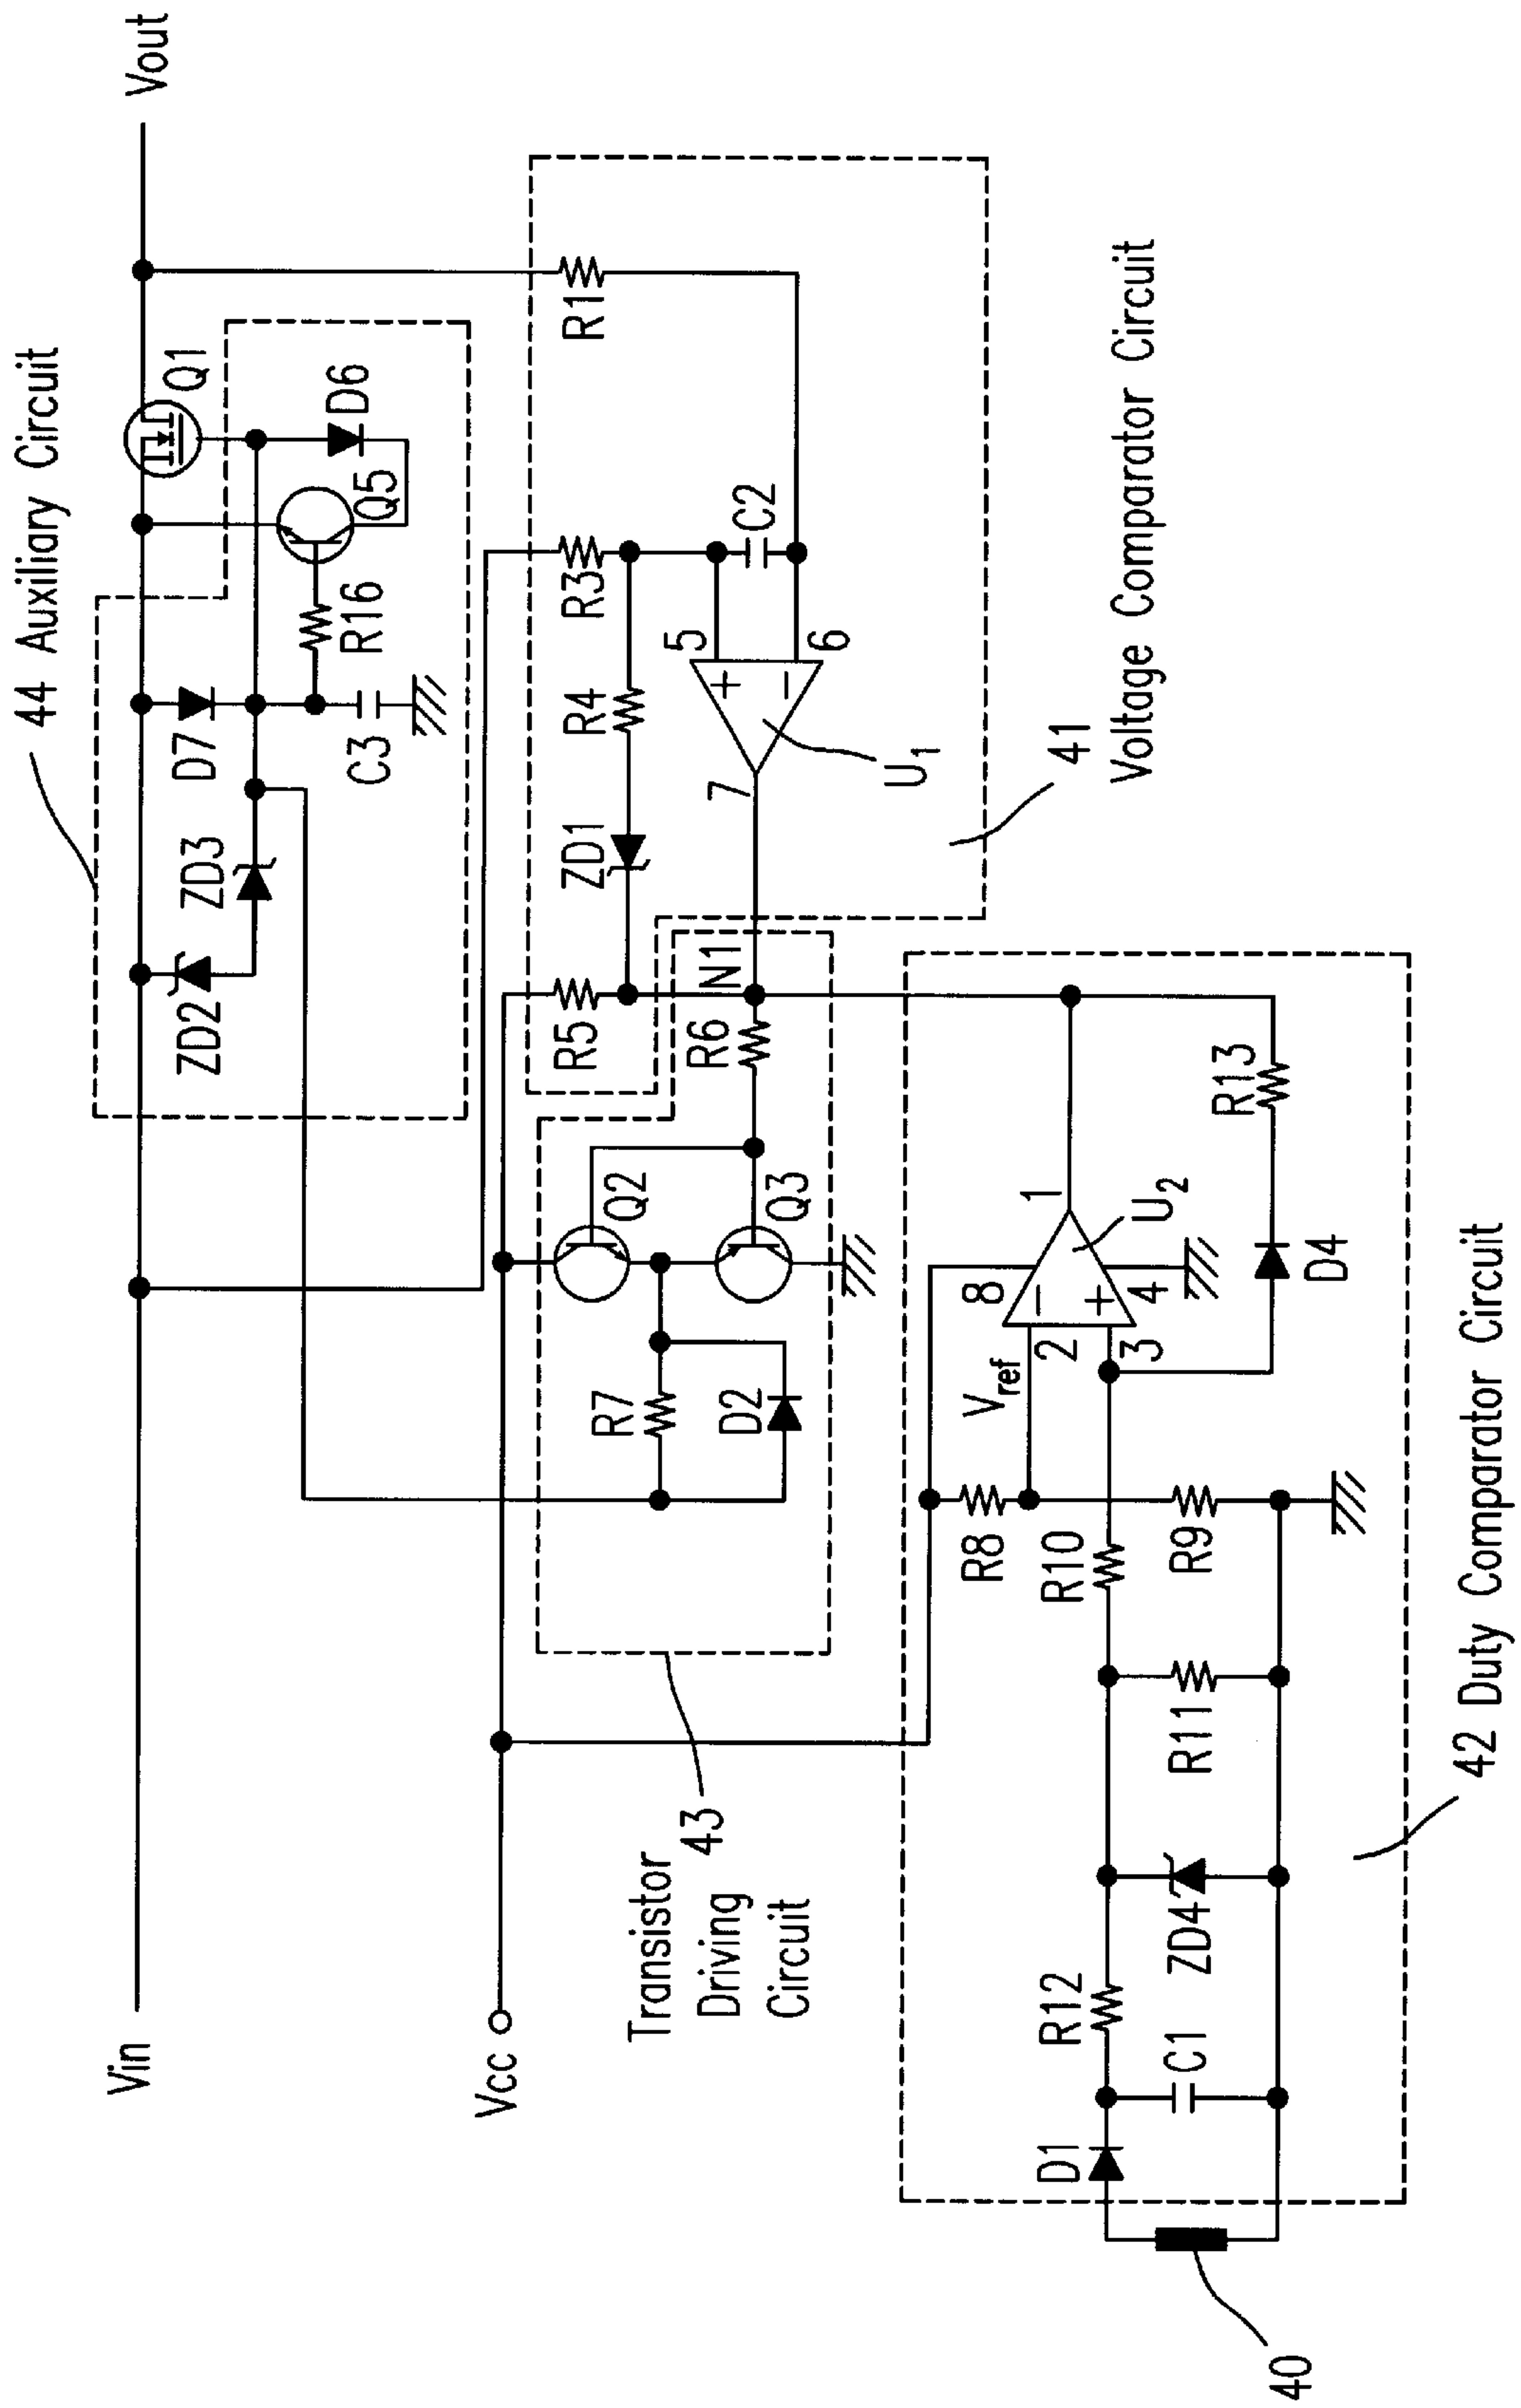 44 Auxiliary Circuit
Vin
Vout
ZD2
ZD3
D7
C3
R16
Q5
D6
Q1
Vcc
Transistor
Driving 43
Circuit
R7
D2
Q2
Q3
R5
R6
N1
ZD1
R4
R3
R1
7
5
6
+
−
C2
U1
41
Voltage Comparator Circuit
40
D1
C1
R12
ZD4
R11
R10
R8
R9
Vref
8
2
3
4
1
−
+
U2
D4
R13
42 Duty Comparator Circuit